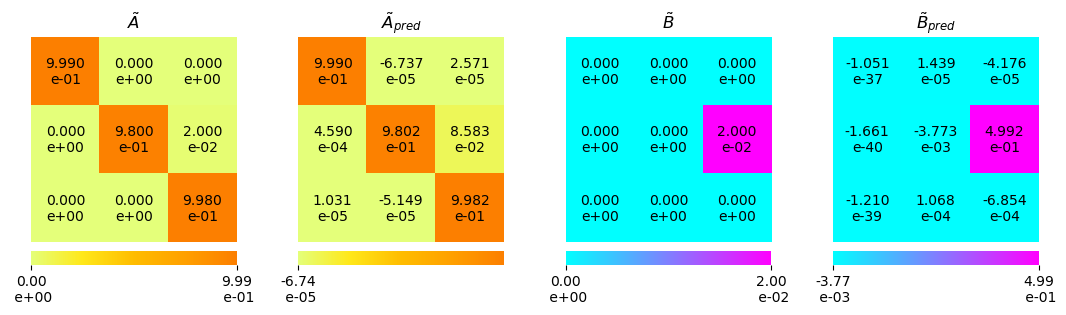 Ã Ã_pred B̃ B̃_pred
9.990 0.000 0.000 9.990 -6.737 2.571 0.000 0.000 0.000 -1.051 1.439 -4.176
e-01 e+00 e+00 e-01 e-05 e-05 e+00 e+00 e+00 e-37 e-05 e-05
0.000 9.800 2.000 4.590 9.802 8.583 0.000 0.000 2.000 -1.661 -3.773 4.992
e+00 e-01 e-02 e-04 e-01 e-02 e+00 e+00 e-02 e-40 e-03 e-01
0.000 0.000 9.980 1.031 -5.149 9.982 0.000 0.000 0.000 -1.210 1.068 -6.854
e+00 e+00 e-01 e-05 e-05 e-01 e+00 e+00 e+00 e-39 e-04 e-04
0.00 9.99 -6.74 0.00 2.00 -3.77 4.99
e+00 e-01 e-05 e+00 e-02 e-03 e-01